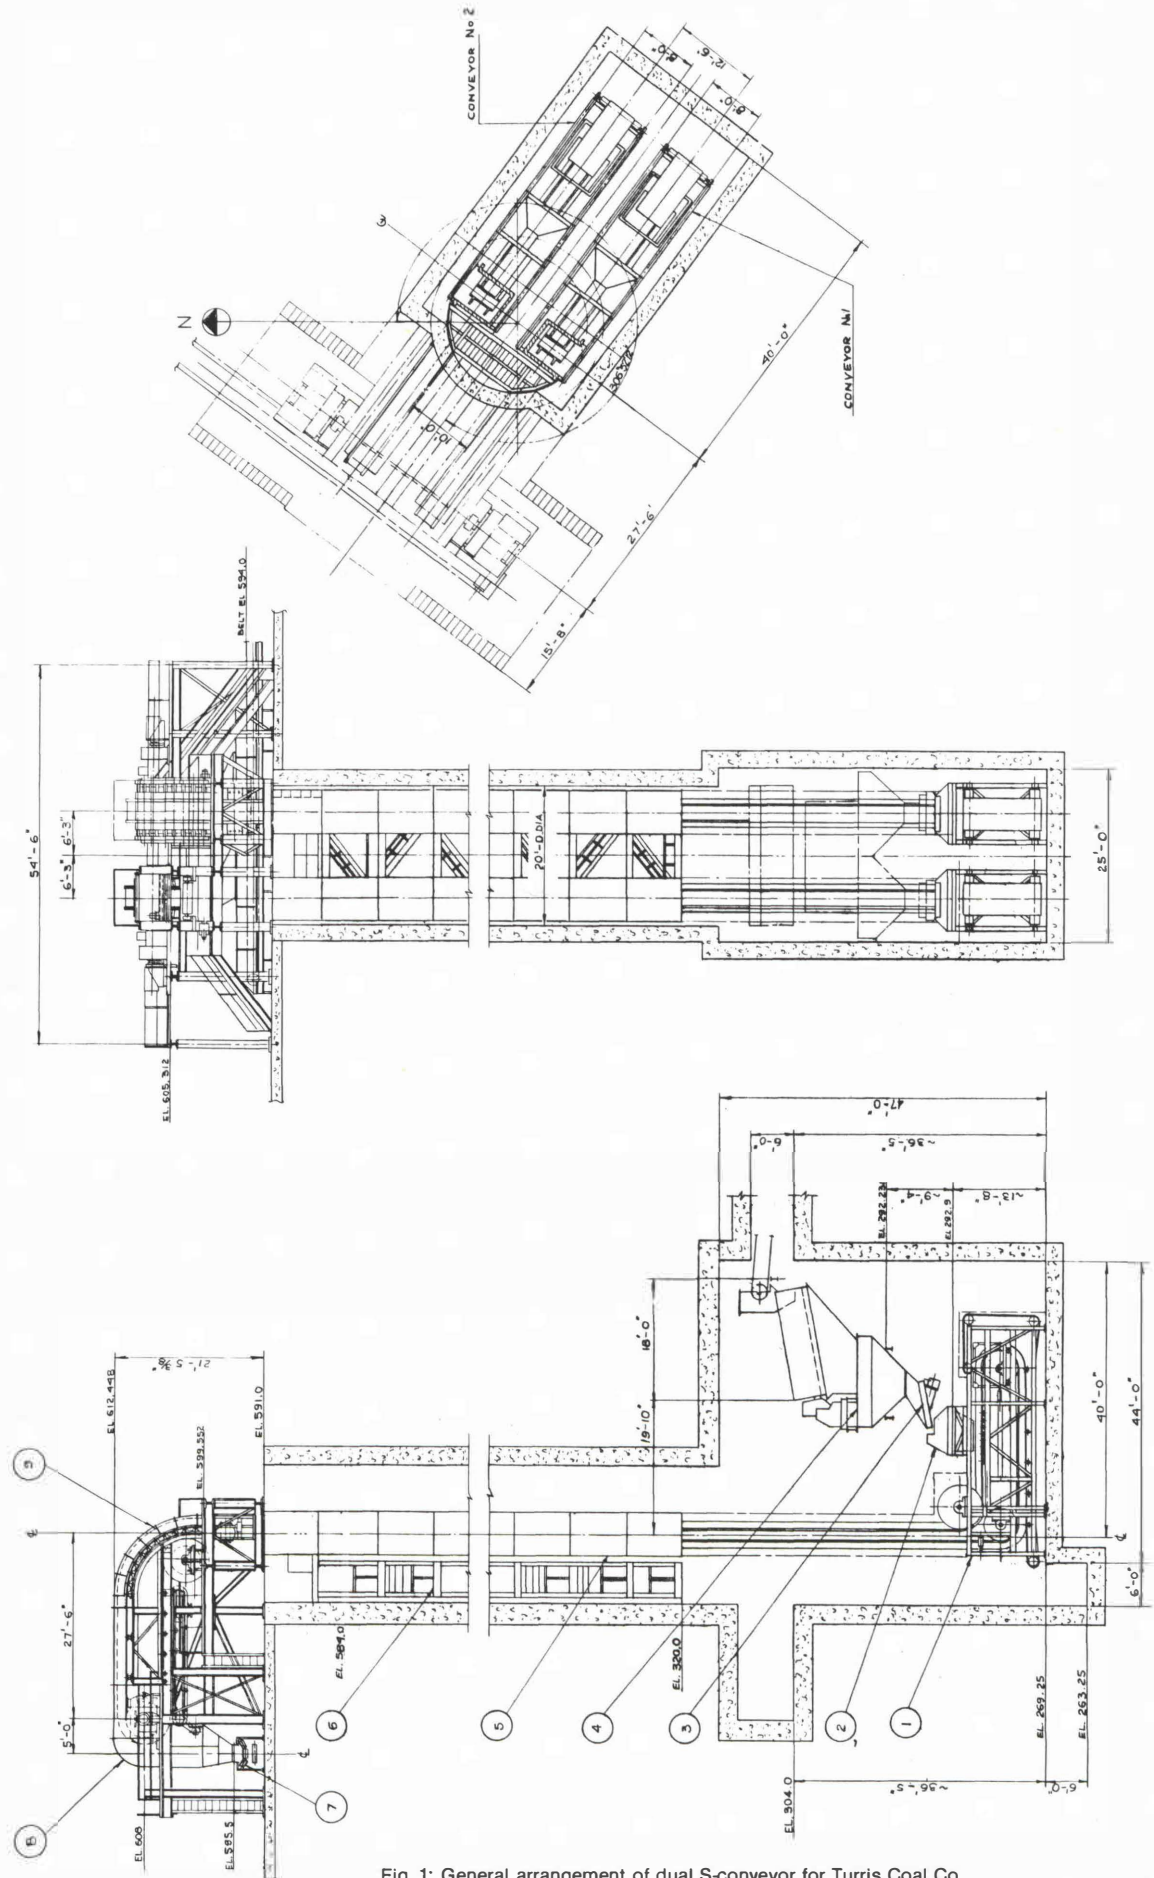 CONVEYOR No 2
8'-0"
12'-6"
8'-0"
N
40'-0"
CONVEYOR №1
10'-0"
27'-6"
15'-8"
54'-6"
6'-3"
6'-3"
BELT EL 594.0
EL 605.312
20'-0 DIA.
25'-0"
9
EL 612.448
21'-5 3/8"
EL. 599.552
EL 591.0
27'-6"
5'-0"
8
EL 608
EL 585.5
7
EL. 584.0
6
5
EL 320.0
4
3
2
1
18'-0"
19'-10"
47'-0"
6'-0"
~36'-5"
EL 292.231
~9'-4"
EL 282.9
~13'-8"
40'-0"
44'-0"
6'-0"
EL. 304.0
~36'-5"
EL 269.25
EL 263.25
6'-0"
Fig. 1: General arrangement of dual S-conveyor for Turris Coal Co.